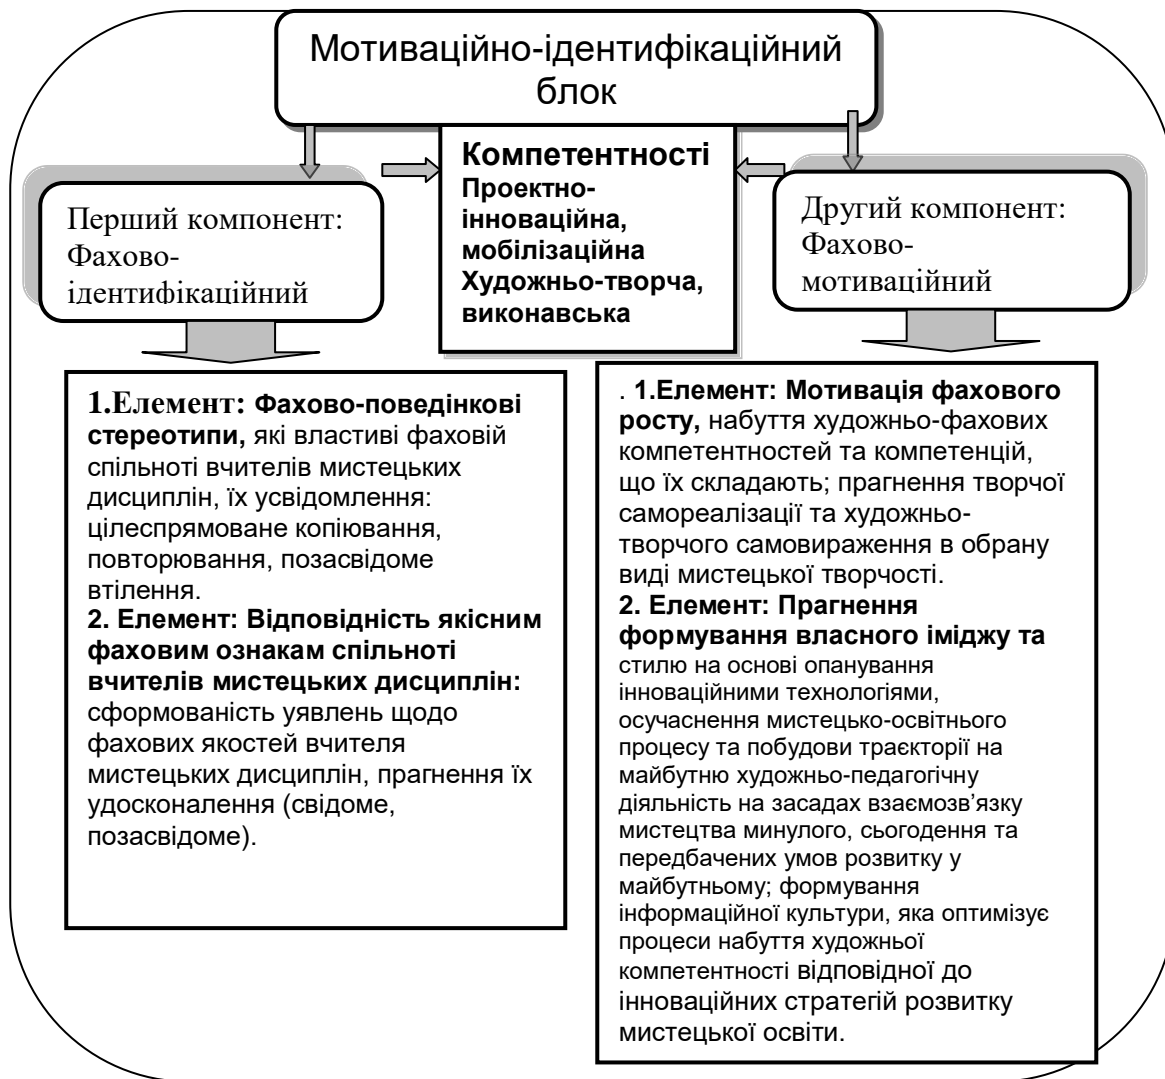 Мотиваційно-ідентифікаційний
блок
Компетентності
Проектно-
інноваційна,
мобілізаційна
Художньо-творча,
виконавська
Перший компонент:
Фахово-
ідентифікаційний
Другий компонент:
Фахово-
мотиваційний
1.Елемент: Фахово-поведінкові
стереотипи, які властиві фаховій
спільноті вчителів мистецьких
дисциплін, їх усвідомлення:
цілеспрямоване копіювання,
повторювання, позасвідоме
втілення.
2. Елемент: Відповідність якісним
фаховим ознакам спільноті
вчителів мистецьких дисциплін:
сформованість уявлень щодо
фахових якостей вчителя
мистецьких дисциплін, прагнення їх
удосконалення (свідоме,
позасвідоме).
. 1.Елемент: Мотивація фахового
росту, набуття художньо-фахових
компетентностей та компетенцій,
що їх складають; прагнення творчої
самореалізації та художньо-
творчого самовираження в обрану
виді мистецької творчості.
2. Елемент: Прагнення
формування власного іміджу та
стилю на основі опанування
інноваційними технологіями,
осучаснення мистецько-освітнього
процесу та побудови траєкторії на
майбутню художньо-педагогічну
діяльність на засадах взаємозв’язку
мистецтва минулого, сьогодення та
передбачених умов розвитку у
майбутньому; формування
інформаційної культури, яка оптимізує
процеси набуття художньої
компетентності відповідної до
інноваційних стратегій розвитку
мистецької освіти.